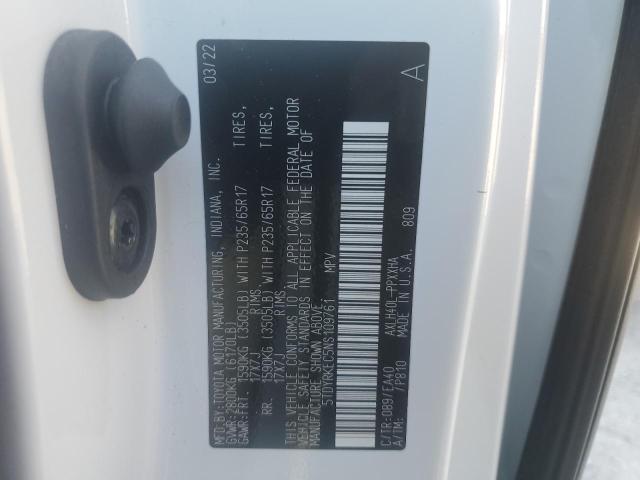 MFD.BY:TOYOTA MOTOR MANUFACTURING, INDIANA, INC. 03/22
GVWR:2800KG (6170LB)
GAWR:FRT. 1590KG (3505LB) WITH P235/65R17 TIRES,
17X7J RIMS,
RR. 1590KG (3505LB) WITH P235/65R17 TIRES,
17X7J RIMS.
THIS VEHICLE CONFORMS TO ALL APPLICABLE FEDERAL MOTOR
VEHICLE SAFETY STANDARDS IN EFFECT ON THE DATE OF
MANUFACTURE SHOWN ABOVE.
5TDYRKEC5NS109761 MPV
A
AXLH40L-PPXXHA 809
C/TR:089/EA40 MADE IN U.S.A.
A/TM: /P810